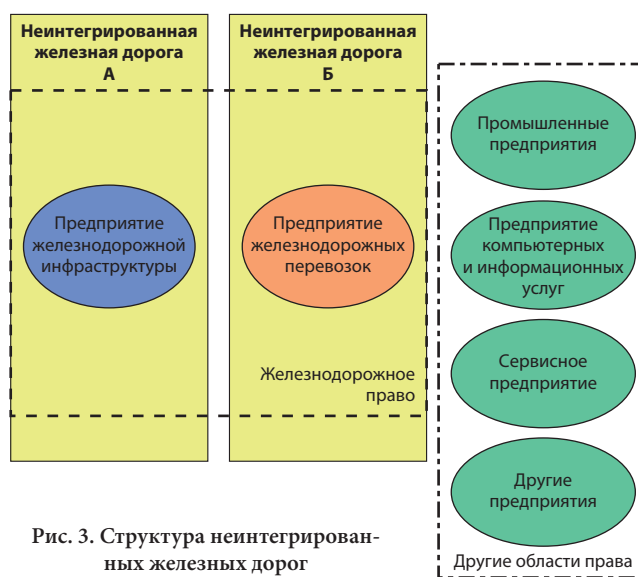 Неинтегрированная
железная дорога
А
Неинтегрированная
железная дорога
Б
Предприятие
железнодорожной
инфраструктуры
Предприятие
железнодорожных
перевозок
Железнодорожное
право
Промышленные
предприятия
Предприятие
компьютерных
и информационных
услуг
Сервисное
предприятие
Другие
предприятия
Другие области права
Рис. 3. Структура неинтегрирован-
ных железных дорог